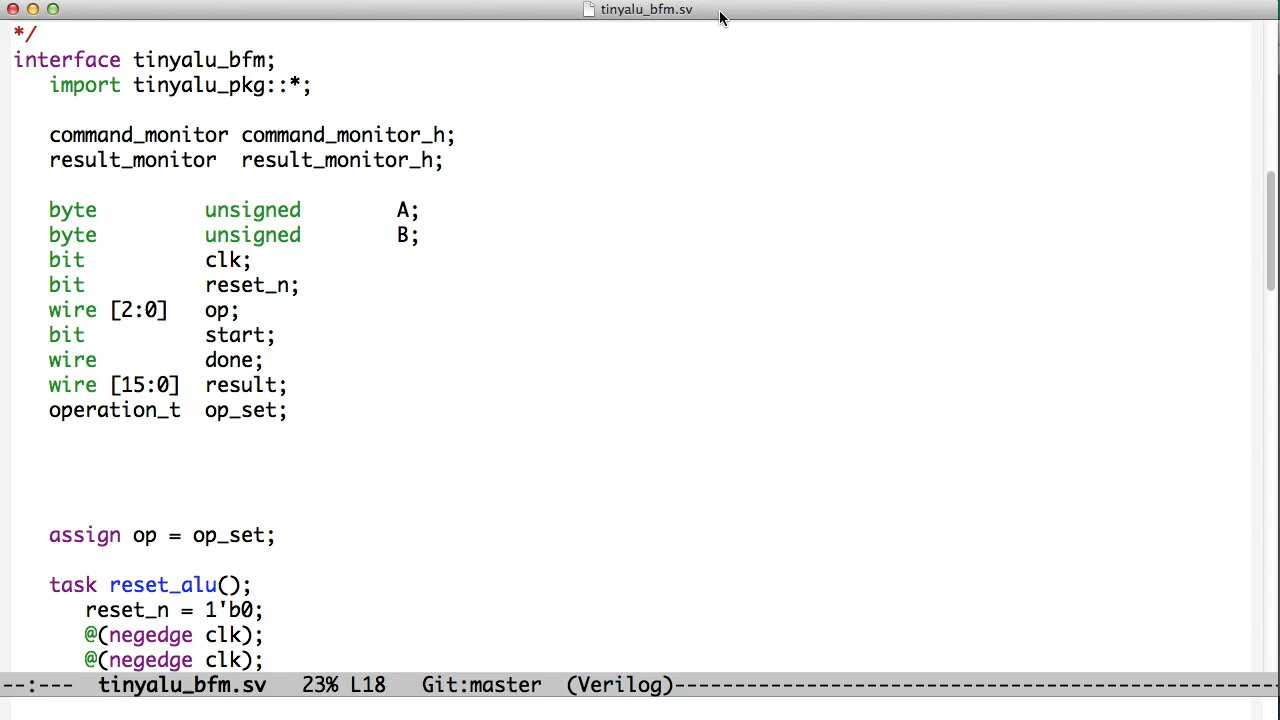 tinyalu_bfm.sv
*/
interface tinyalu_bfm;
import tinyalu_pkg::*;
command_monitor command_monitor_h;
result_monitor  result_monitor_h;
byte         unsigned        A;
byte         unsigned        B;
bit          clk;
bit          reset_n;
wire [2:0]   op;
bit          start;
wire         done;
wire [15:0]  result;
operation_t  op_set;
assign op = op_set;
task reset_alu();
reset_n = 1'b0;
@(negedge clk);
@(negedge clk);
--:---  tinyalu_bfm.sv   23% L18   Git:master  (Verilog)--------------------------------------------------